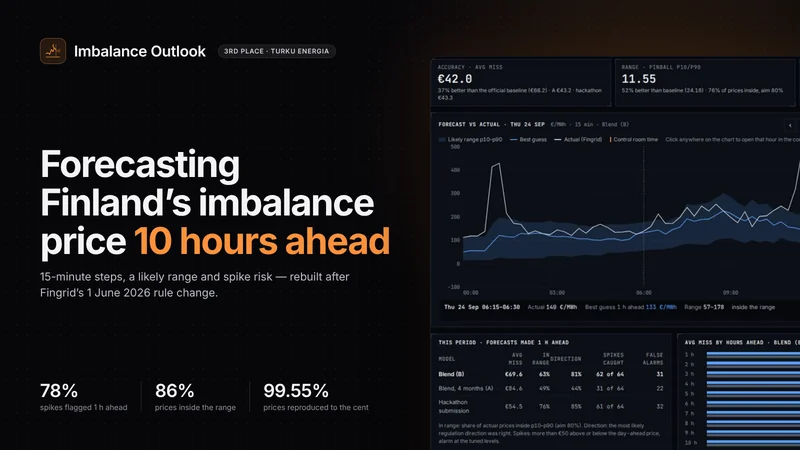 Imbalance Outlook
3RD PLACE · TURKU ENERGIA
Forecasting
Finland's imbalance
price 10 hours ahead
15-minute steps, a likely range and spike risk — rebuilt after
Fingrid's 1 June 2026 rule change.
78%
spikes flagged 1 h ahead
86%
prices inside the range
99.55%
prices reproduced to the cent
ACCURACY · AVG MISS
€42.0
37% better than the official baseline (€66.2) · A €43.2 · hackathon
€43.3
RANGE · PINBALL P10/P90
11.55
52% better than baseline (24.16) · 76% of prices inside, aim 80%
FORECAST VS ACTUAL · THU 24 SEP €/MWh · 15 min · Blend (B)
Likely range p10–p90
Best guess
Actual (Fingrid)
Control room time
Click anywhere on the chart to open that hour in the co
500
400
300
200
100
0
-100
00:00
03:00
06:00
09:00
Thu 24 Sep 06:15–06:30 Actual 140 €/MWh Best guess 1 h ahead 133 €/MWh Range 57–178 inside the range
THIS PERIOD · FORECASTS MADE 1 H AHEAD
MODEL AVG MISS IN RANGE DIRECTION SPIKES CAUGHT FALSE ALARMS
Blend (B) €69.6 63% 81% 62 of 64 31
Blend, 4 months (A) €84.6 49% 44% 31 of 64 22
Hackathon submission €54.5 76% 85% 61 of 64 32
In range: share of actual prices inside p10–p90 (aim 80%). Direction: the most likely
regulation direction was right. Spikes: more than €50 above or below the day-ahead price,
alarm at the tuned levels.
AVG MISS BY HOURS AHEAD · BLEND (B
1 h
2 h
3 h
4 h
5 h
6 h
7 h
8 h
9 h
10 h